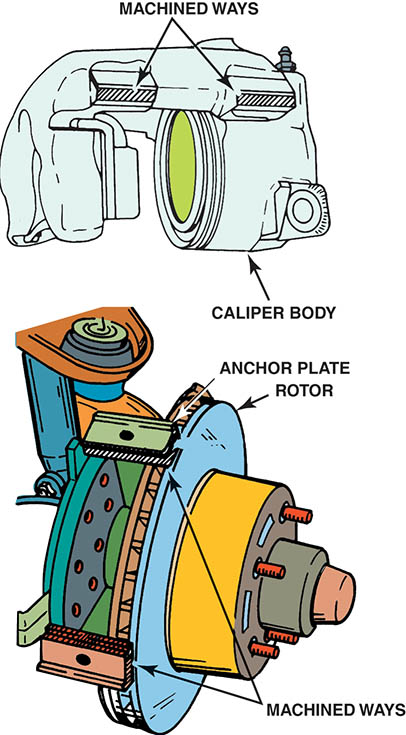 MACHINED WAYS
CALIPER BODY
ANCHOR PLATE
ROTOR
MACHINED WAYS